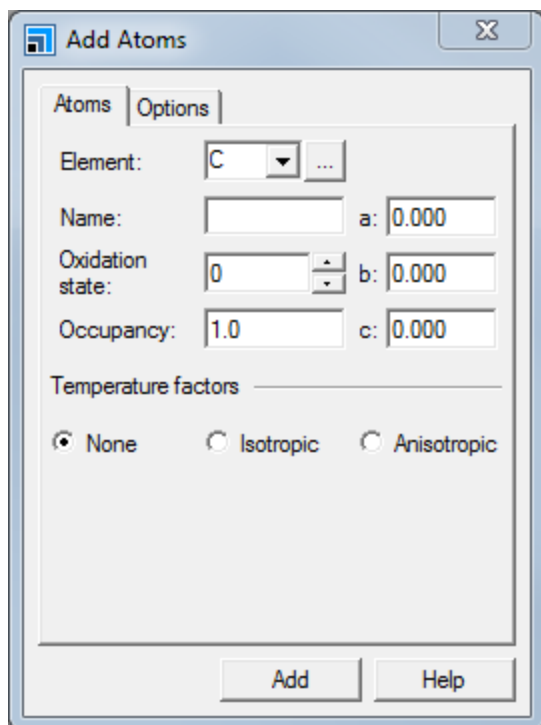 Add Atoms
Atoms Options
Element: C ...
Name: a: 0.000
Oxidation
state: 0 b: 0.000
Occupancy: 1.0 c: 0.000
Temperature factors
None Isotropic Anisotropic
Add Help